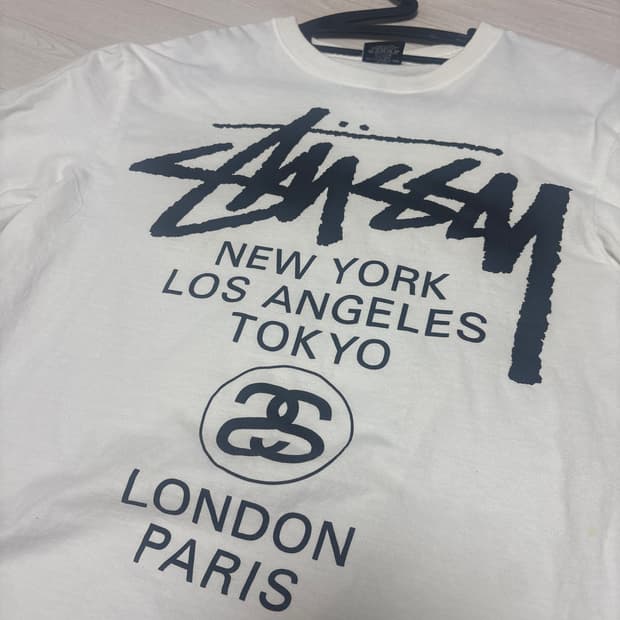 Stüssy
NEW YORK
LOS ANGELES
TOKYO
LONDON
PARIS